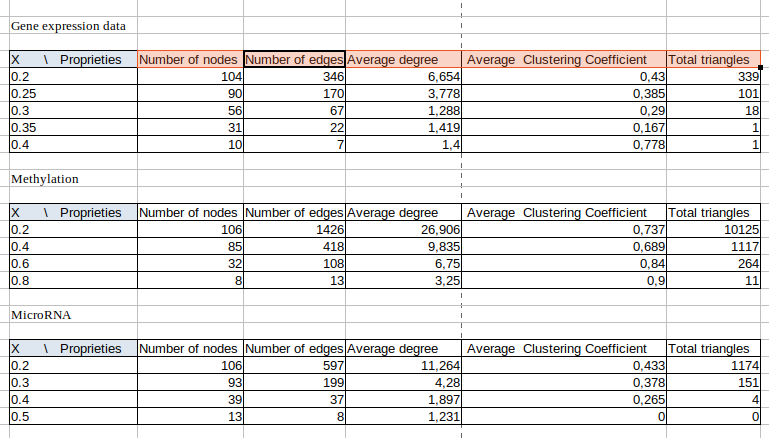 Gene expression data
X \ Proprieties Number of nodes Number of edges Average degree Average Clustering Coefficient Total triangles
0.2 104 346 6,654 0,43 339
0.25 90 170 3,778 0,385 101
0.3 56 67 1,288 0,29 18
0.35 31 22 1,419 0,167 1
0.4 10 7 1,4 0,778 1
Methylation
X \ Proprieties Number of nodes Number of edges Average degree Average Clustering Coefficient Total triangles
0.2 106 1426 26,906 0,737 10125
0.4 85 418 9,835 0,689 1117
0.6 32 108 6,75 0,84 264
0.8 8 13 3,25 0,9 11
MicroRNA
X \ Proprieties Number of nodes Number of edges Average degree Average Clustering Coefficient Total triangles
0.2 106 597 11,264 0,433 1174
0.3 93 199 4,28 0,378 151
0.4 39 37 1,897 0,265 4
0.5 13 8 1,231 0 0